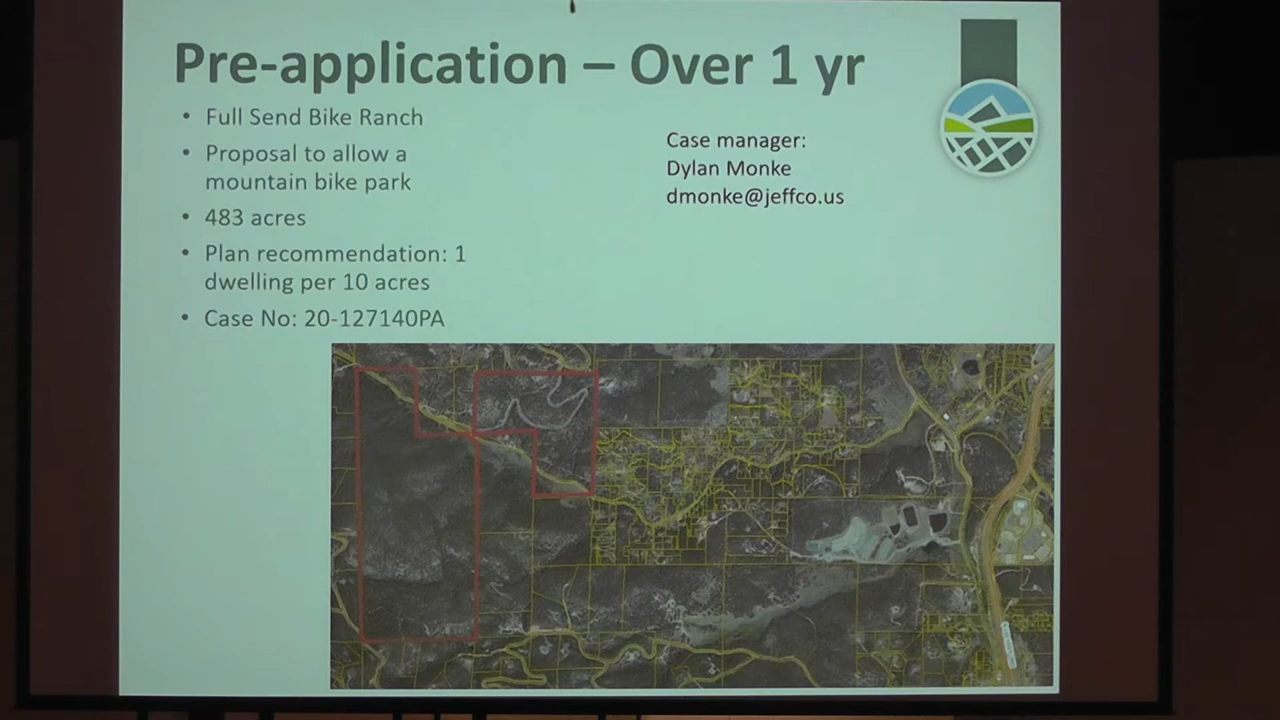 Pre-application – Over 1 yr
• Full Send Bike Ranch
• Proposal to allow a
mountain bike park
• 483 acres
• Plan recommendation: 1
dwelling per 10 acres
• Case No: 20-127140PA
Case manager:
Dylan Monke
dmonke@jeffco.us